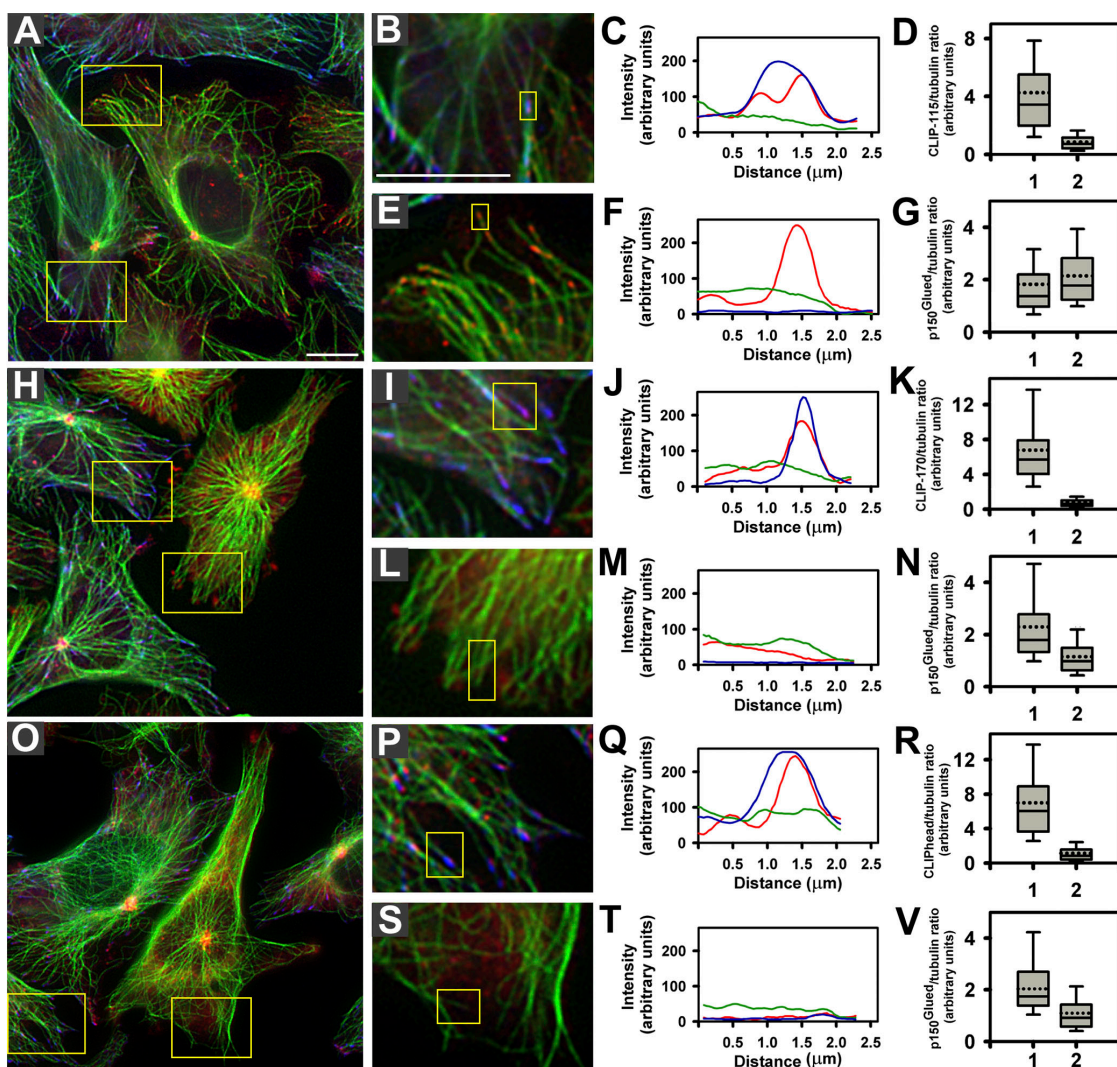 A
B
C
Intensity
(arbitrary units)
200
100
0
0.5 1.0 1.5 2.0 2.5
Distance (μm)
D
CLIP-115/tubulin ratio
(arbitrary units)
8
4
0
1 2
E
F
Intensity
(arbitrary units)
200
100
0
0.5 1.0 1.5 2.0 2.5
Distance (μm)
G
p150Glued/tubulin ratio
(arbitrary units)
4
2
0
1 2
H
I
J
Intensity
(arbitrary units)
200
100
0
0.5 1.0 1.5 2.0 2.5
Distance (μm)
K
CLIP-170/tubulin ratio
(arbitrary units)
12
8
4
0
1 2
L
M
Intensity
(arbitrary units)
200
100
0
0.5 1.0 1.5 2.0 2.5
Distance (μm)
N
p150Glued/tubulin ratio
(arbitrary units)
4
2
0
1 2
O
P
Q
Intensity
(arbitrary units)
200
100
0
0.5 1.0 1.5 2.0 2.5
Distance (μm)
R
CLIPhead/tubulin ratio
(arbitrary units)
12
8
4
0
1 2
S
T
Intensity
(arbitrary units)
200
100
0
0.5 1.0 1.5 2.0 2.5
Distance (μm)
V
p150Glued/tubulin ratio
(arbitrary units)
4
2
0
1 2